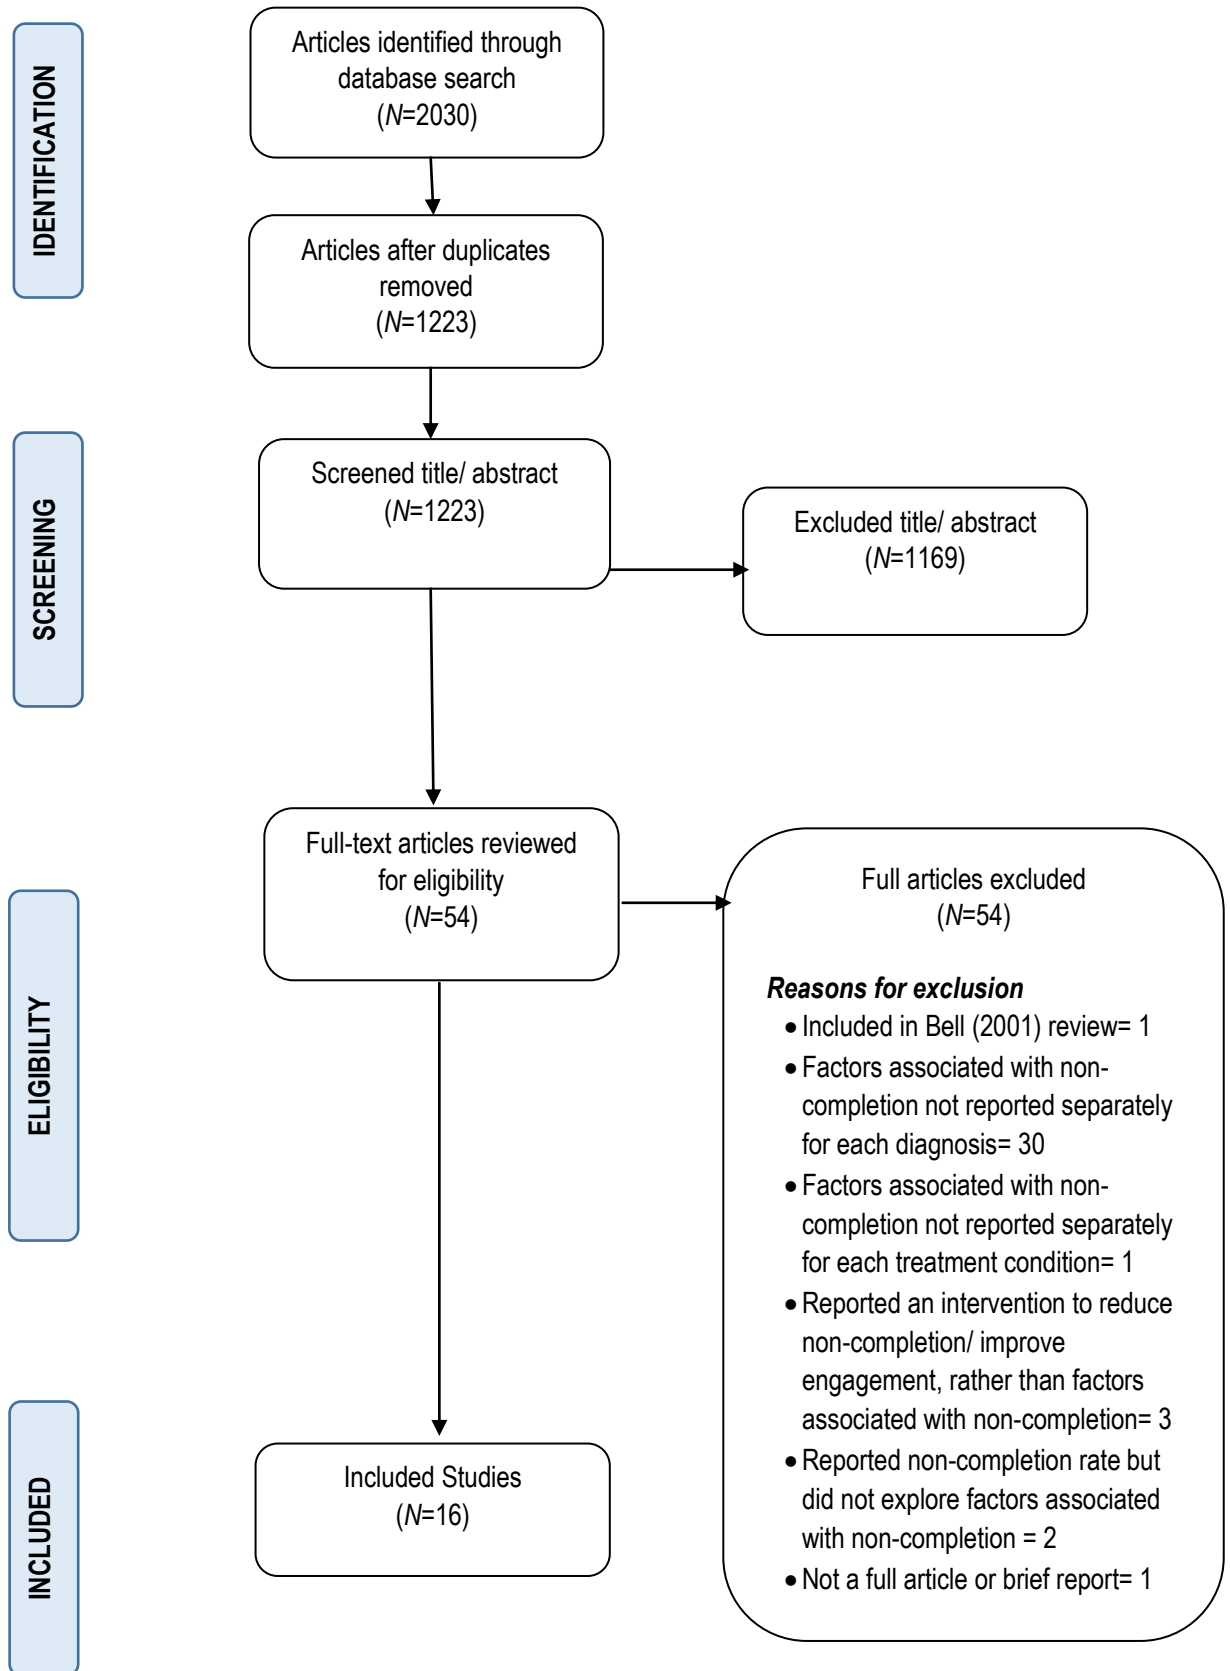 IDENTIFICATION
Articles identified through
database search
(N=2030)
Articles after duplicates
removed
(N=1223)
SCREENING
Screened title/ abstract
(N=1223)
Excluded title/ abstract
(N=1169)
ELIGIBILITY
Full-text articles reviewed
for eligibility
(N=54)
Full articles excluded
(N=54)
Reasons for exclusion
• Included in Bell (2001) review= 1
• Factors associated with non-
completion not reported separately
for each diagnosis= 30
• Factors associated with non-
completion not reported separately
for each treatment condition= 1
• Reported an intervention to reduce
non-completion/ improve
engagement, rather than factors
associated with non-completion= 3
• Reported non-completion rate but
did not explore factors associated
with non-completion = 2
• Not a full article or brief report= 1
INCLUDED
Included Studies
(N=16)